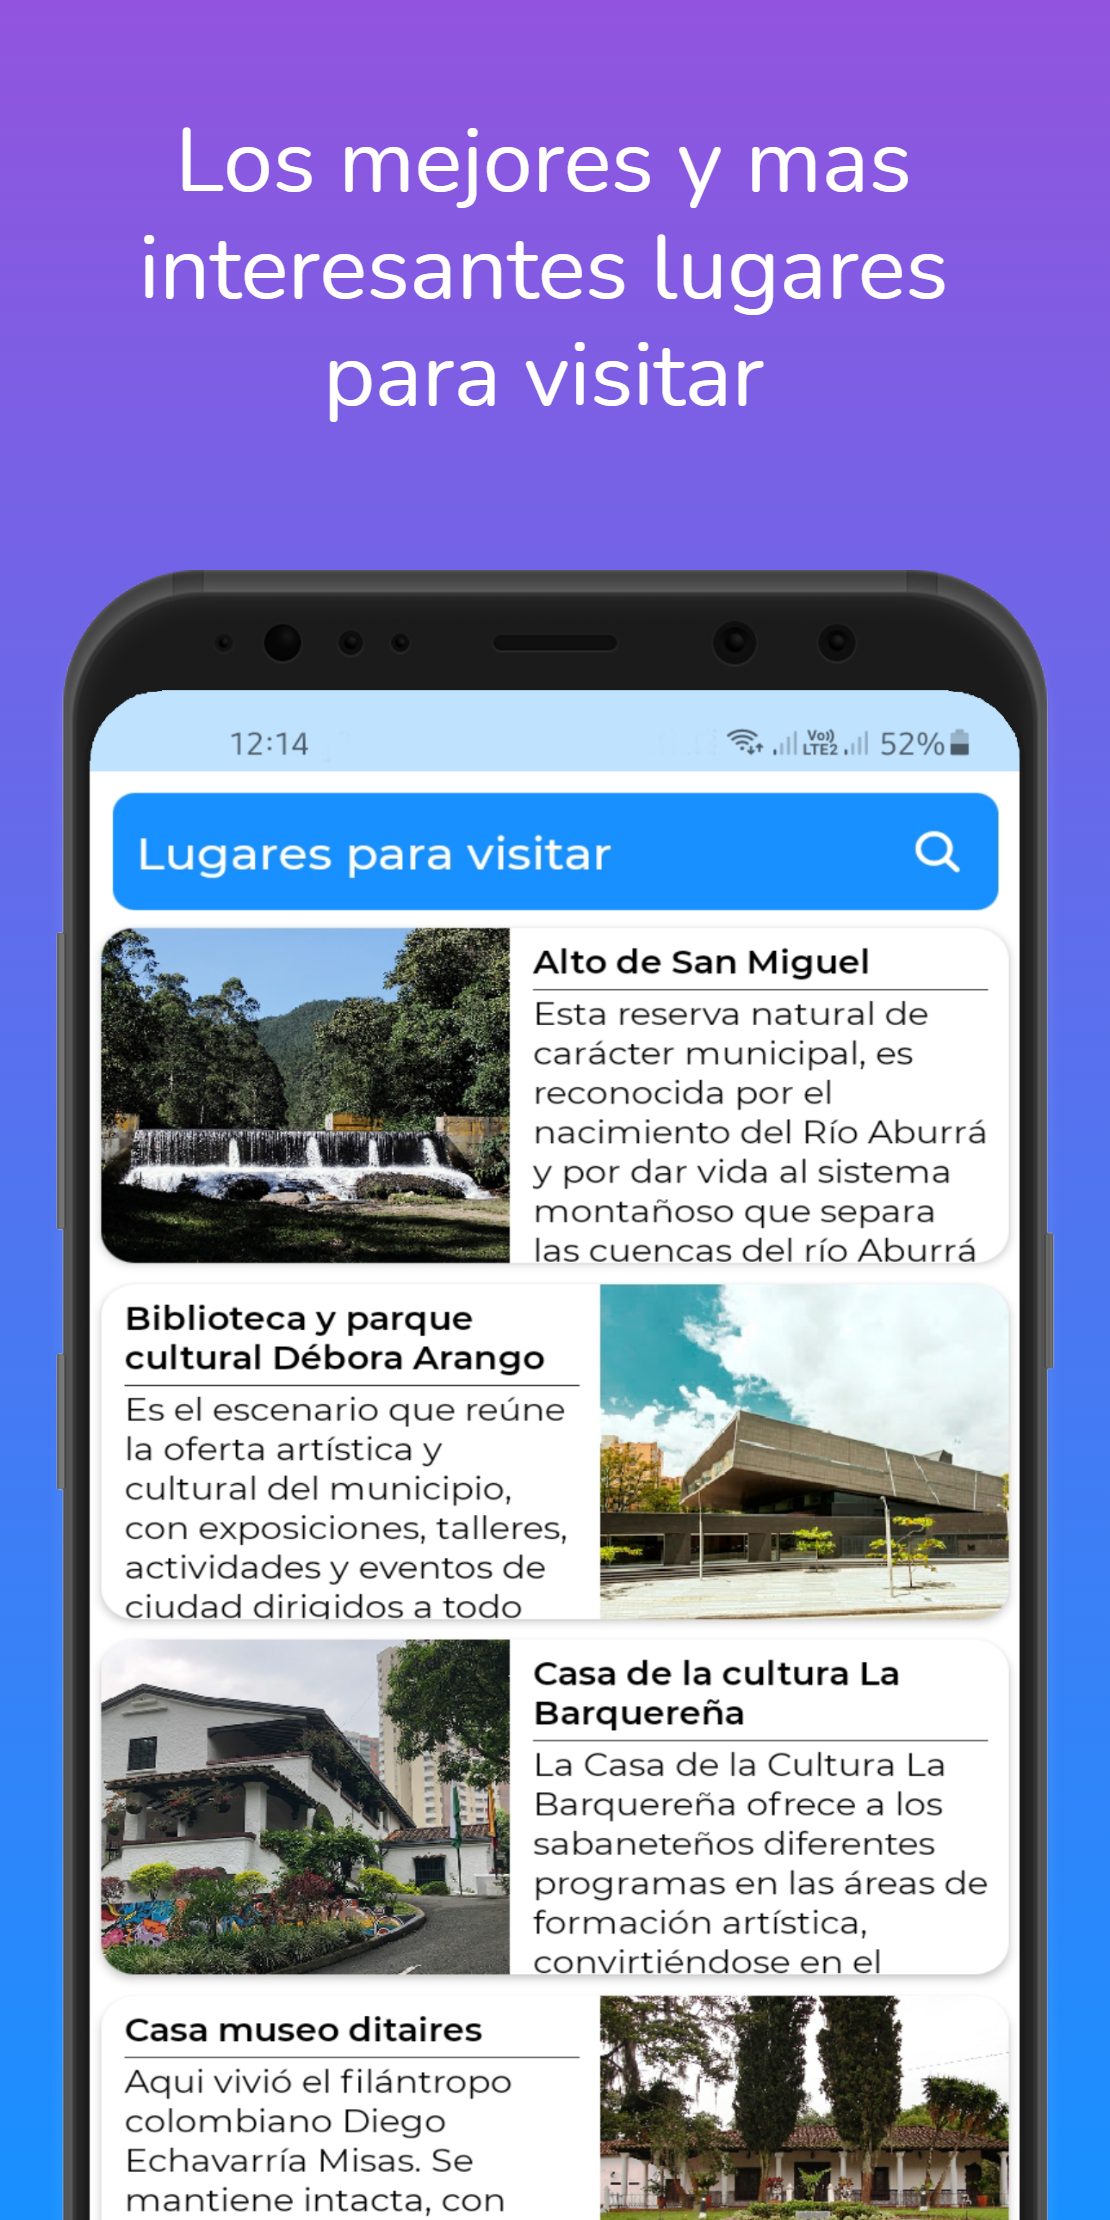 Los mejores y mas
interesantes lugares
para visitar
12:14
Vo))
LTE2
52%
Lugares para visitar
Alto de San Miguel
Esta reserva natural de
carácter municipal, es
reconocida por el
nacimiento del Río Aburrá
y por dar vida al sistema
montañoso que separa
las cuencas del río Aburrá
Biblioteca y parque
cultural Débora Arango
Es el escenario que reúne
la oferta artística y
cultural del municipio,
con exposiciones, talleres,
actividades y eventos de
ciudad dirigidos a todo
Casa de la cultura La
Barquereña
La Casa de la Cultura La
Barquereña ofrece a los
sabaneteños diferentes
programas en las áreas de
formación artística,
convirtiéndose en el
Casa museo ditaires
Aqui vivió el filántropo
colombiano Diego
Echavarría Misas. Se
mantiene intacta, con